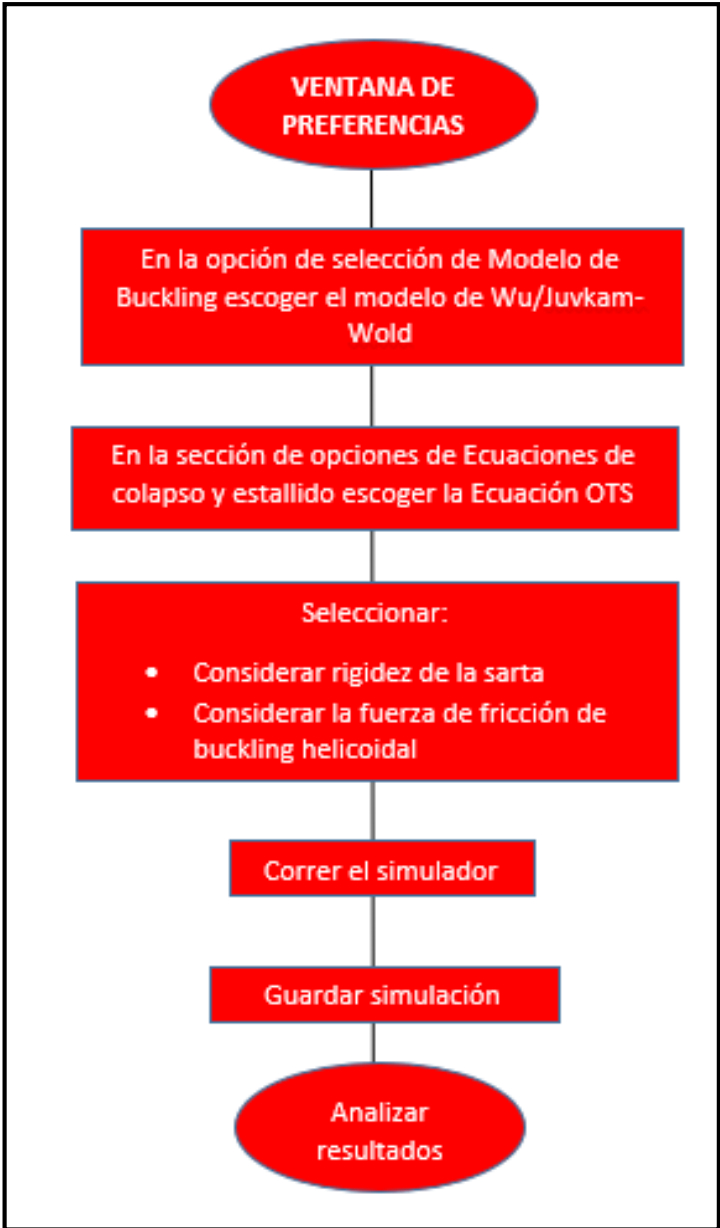 VENTANA DE
PREFERENCIAS
En la opción de selección de Modelo de
Buckling escoger el modelo de Wu/Juvkam-
Wold
En la sección de opciones de Ecuaciones de
colapso y estallido escoger la Ecuación OTS
Seleccionar:
• Considerar rigidez de la sarta
• Considerar la fuerza de fricción de
buckling helicoidal
Correr el simulador
Guardar simulación
Analizar
resultados